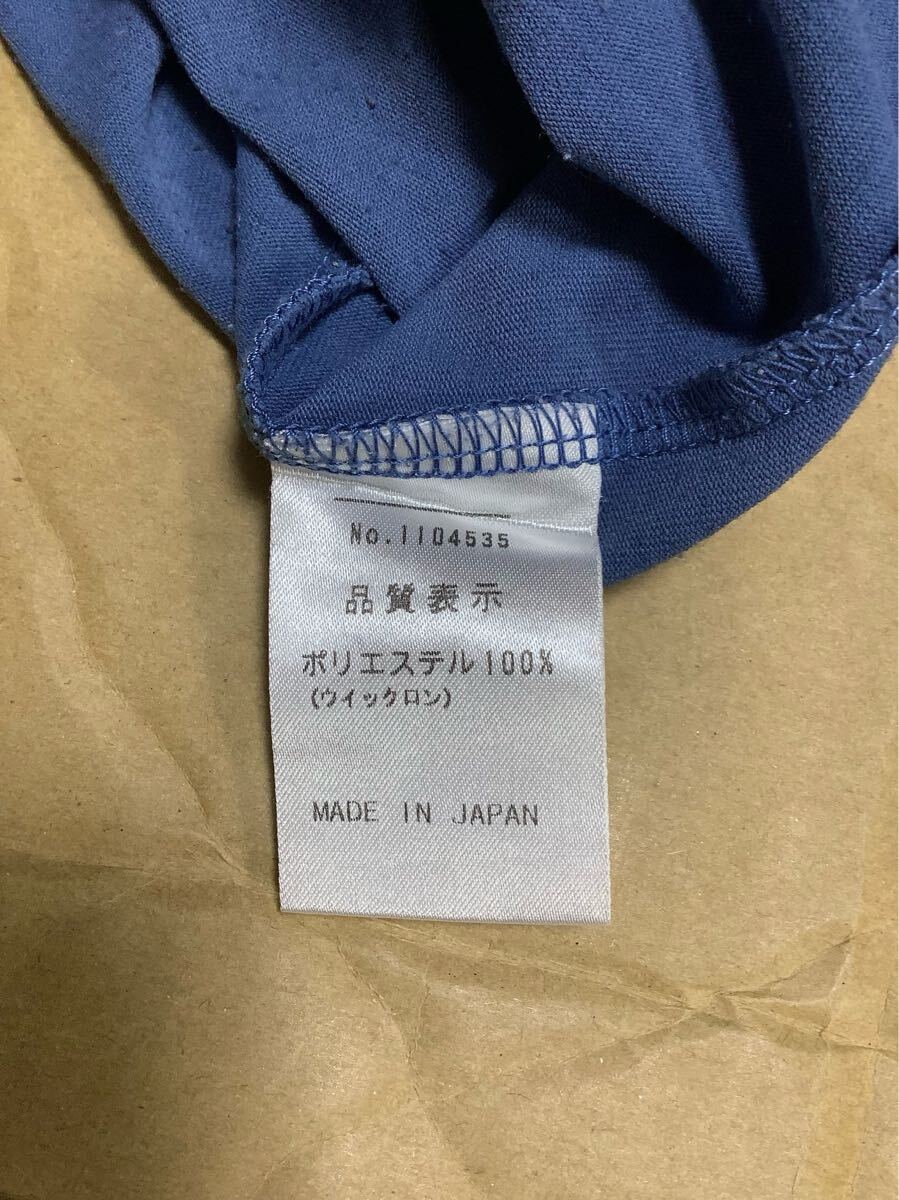 No.1104535
品質表示
ポリエステル100%
(ウイックロン)
MADE IN JAPAN